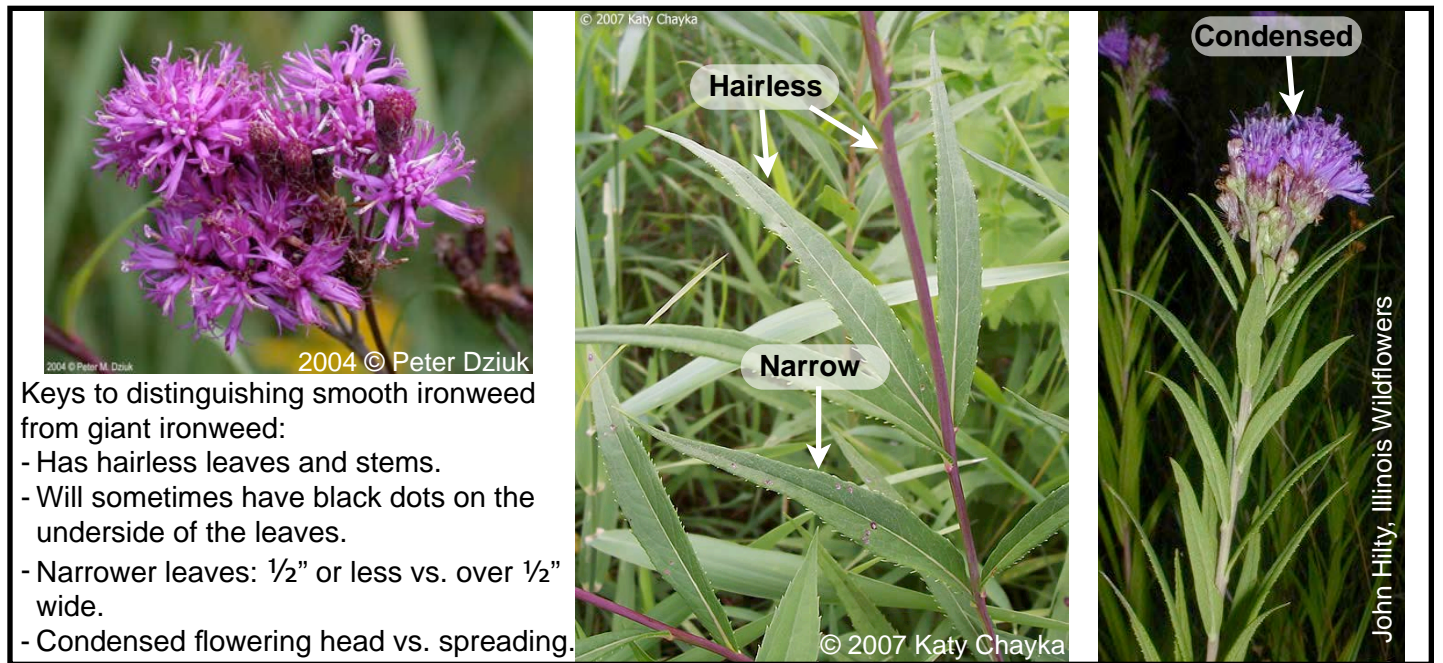 2004 © Peter M. Dziuk
2004 © Peter Dziuk
Keys to distinguishing smooth ironweed
from giant ironweed:
- Has hairless leaves and stems.
- Will sometimes have black dots on the
underside of the leaves.
- Narrower leaves: ½” or less vs. over ½”
wide.
- Condensed flowering head vs. spreading.
© 2007 Katy Chayka
Hairless
Narrow
© 2007 Katy Chayka
Condensed
John Hilty, Illinois Wildflowers